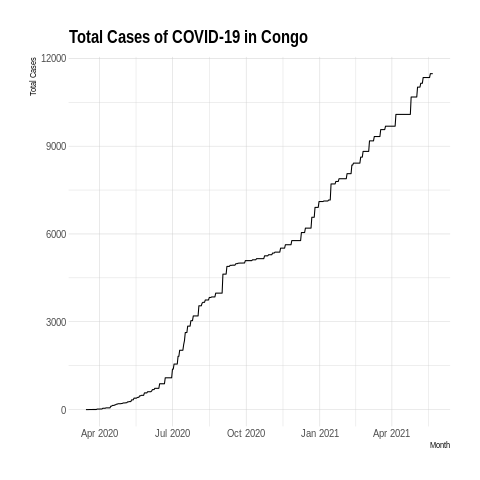 Total Cases of COVID-19 in Congo
Total Cases
12000
9000
6000
3000
0
Apr 2020 Jul 2020 Oct 2020 Jan 2021 Apr 2021
Month